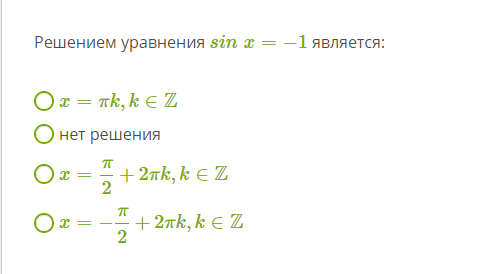 Решением уравнения sin x = −1 является:
x = πk, k ∈ ℤ
нет решения
x = π/2 + 2πk, k ∈ ℤ
x = −π/2 + 2πk, k ∈ ℤ